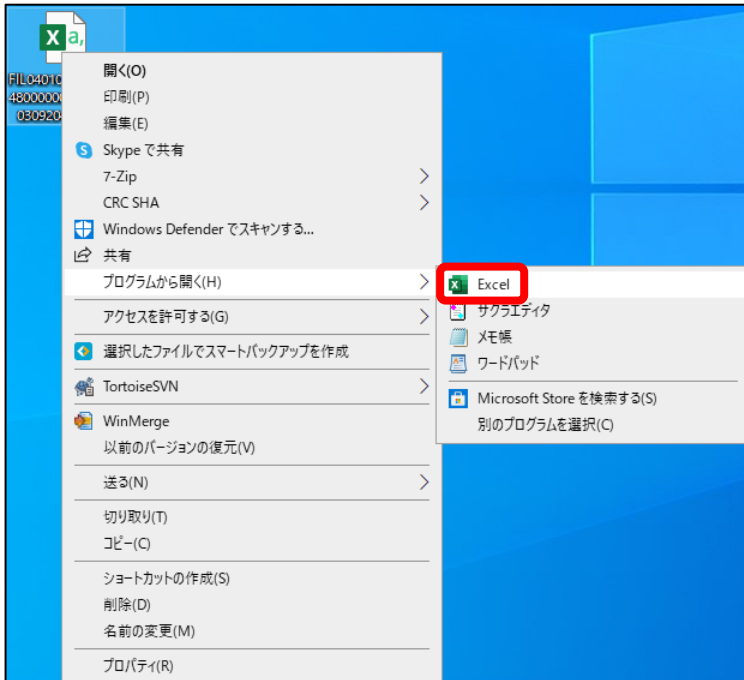 FIL04010
48000000
030920
開く(O)
印刷(P)
編集(E)
Skype で共有
7-Zip
CRC SHA
Windows Defender でスキャンする...
共有
プログラムから開く(H)
アクセスを許可する(G)
選択したファイルでスマートバックアップを作成
TortoiseSVN
WinMerge
以前のバージョンの復元(V)
送る(N)
切り取り(T)
コピー(C)
ショートカットの作成(S)
削除(D)
名前の変更(M)
プロパティ(R)
Excel
サクラエディタ
メモ帳
ワードパッド
Microsoft Store を検索する(S)
別のプログラムを選択(C)